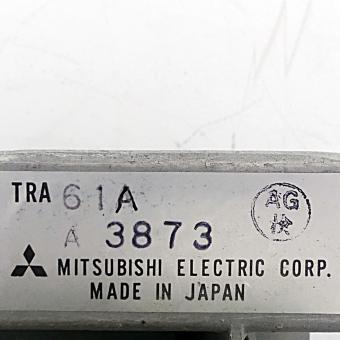 TRA 61A
A 3873
MITSUBISHI ELECTRIC CORP.
MADE IN JAPAN
AG
検